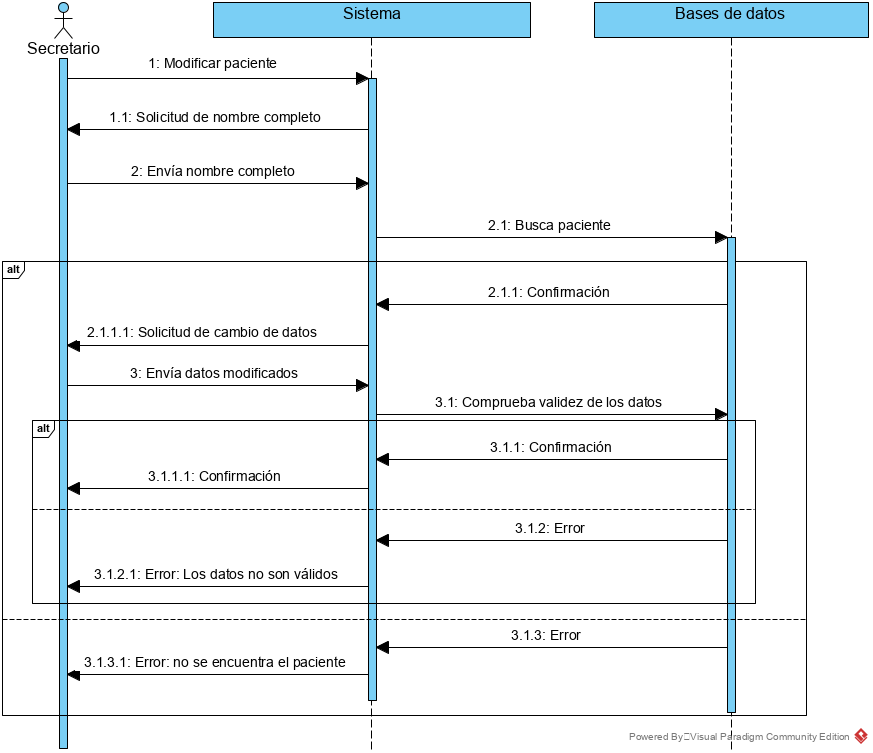 Secretario
Sistema
Bases de datos
1: Modificar paciente
1.1: Solicitud de nombre completo
2: Envía nombre completo
2.1: Busca paciente
alt
2.1.1: Confirmación
2.1.1.1: Solicitud de cambio de datos
3: Envía datos modificados
3.1: Comprueba validez de los datos
alt
3.1.1: Confirmación
3.1.1.1: Confirmación
3.1.2: Error
3.1.2.1: Error: Los datos no son válidos
3.1.3: Error
3.1.3.1: Error: no se encuentra el paciente
Powered By□Visual Paradigm Community Edition